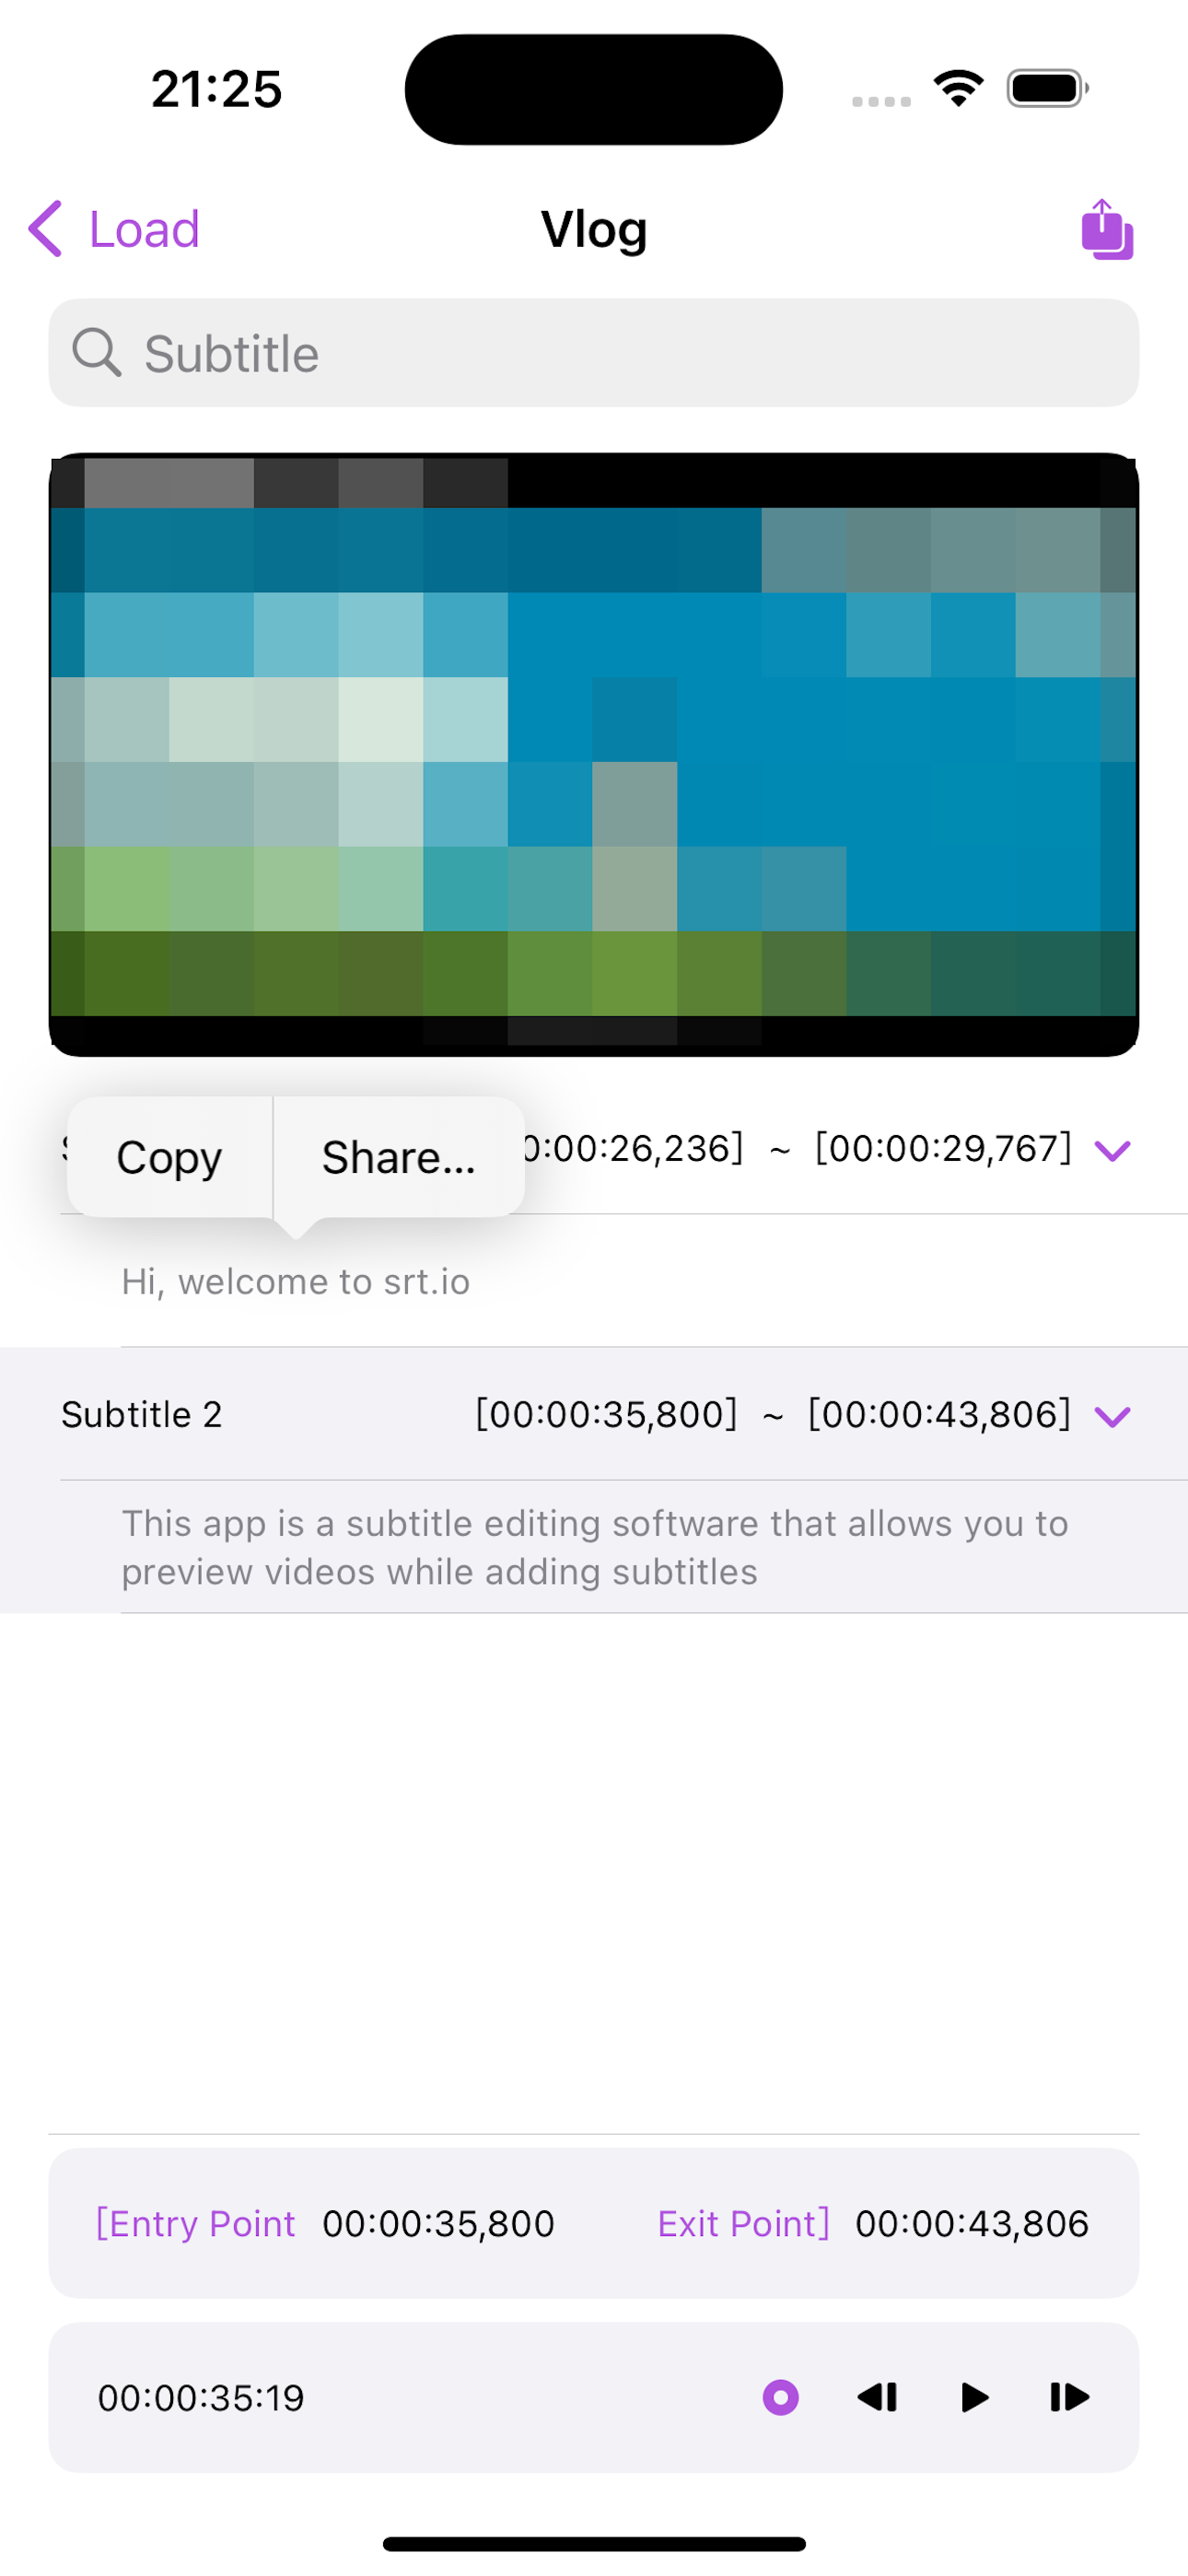 21:25
Load
Vlog
Subtitle
Copy
Share...
0:00:26,236] ~ [00:00:29,767]
Hi, welcome to srt.io
Subtitle 2
[00:00:35,800] ~ [00:00:43,806]
This app is a subtitle editing software that allows you to
preview videos while adding subtitles
[Entry Point 00:00:35,800
Exit Point] 00:00:43,806
00:00:35:19